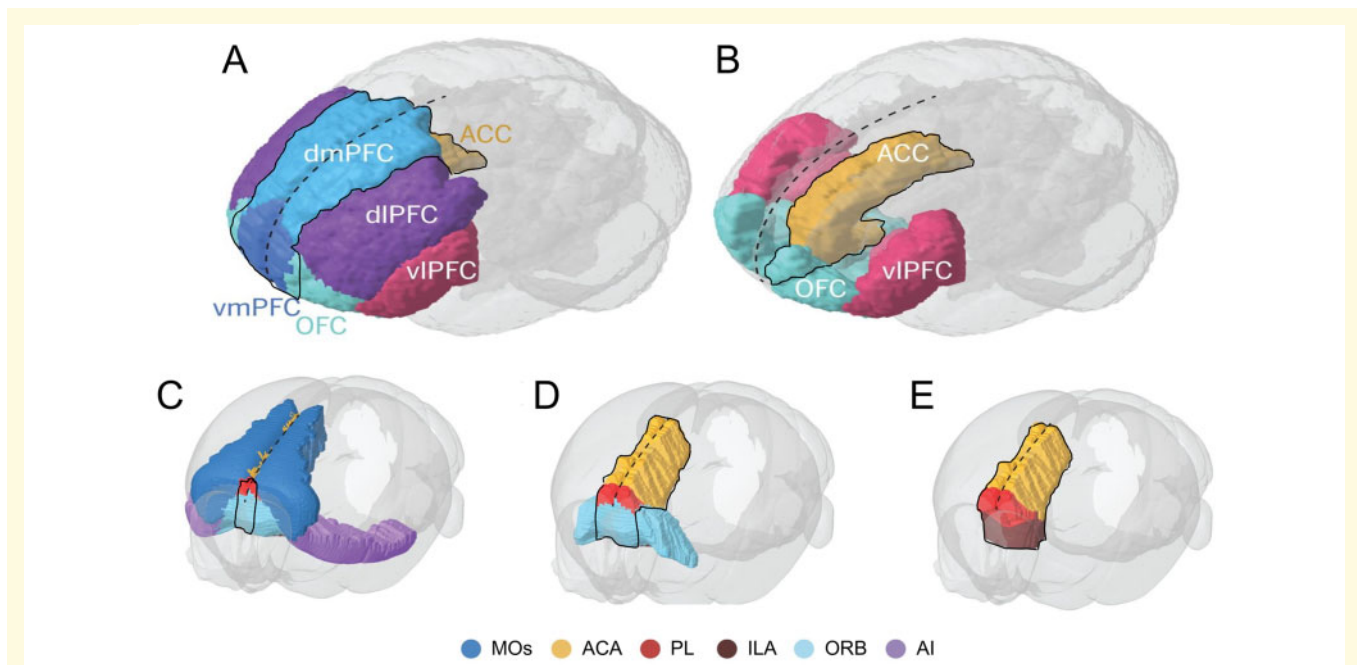 A
B
ACC
dmPFC
dlPFC
vlPFC
vmPFC
OFC
ACC
vlPFC
OFC
C
D
E
MOs ACA PL ILA ORB AI